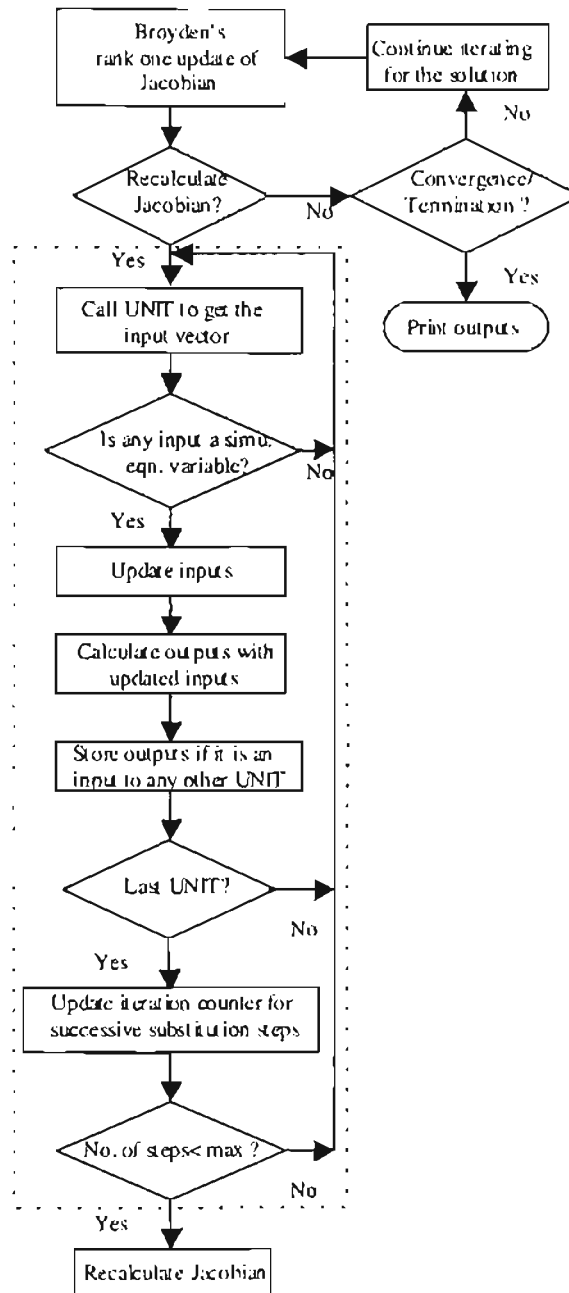 Broyden's
rank one update of
Jacobian
Continue iterating
for the solution
No
Recalculate
Jacobian?
No
Convergence/
Termination ?
Yes
Yes
Call UNIT to get the
input vector
Print outputs
Is any input a simu.
eqn. variable?
No
Yes
Update inputs
Calculate outputs with
updated inputs
Store outputs if it is an
input to any other UNIT
Last UNIT?
No
Yes
Update iteration counter for
successive substitution steps
No. of steps< max ?
No
Yes
Recalculate Jacobian